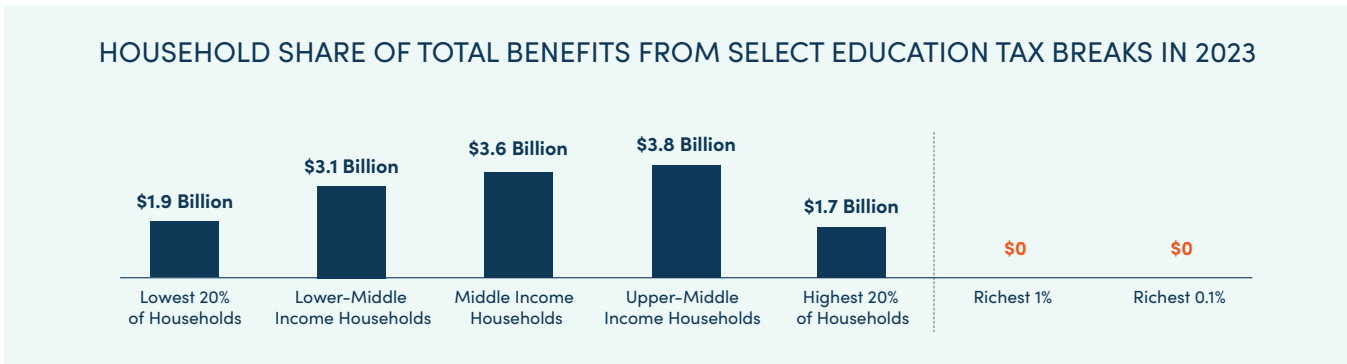 HOUSEHOLD SHARE OF TOTAL BENEFITS FROM SELECT EDUCATION TAX BREAKS IN 2023
$1.9 Billion
$3.1 Billion
$3.6 Billion
$3.8 Billion
$1.7 Billion
$0
$0
Lowest 20%
of Households
Lower-Middle
Income Households
Middle Income
Households
Upper-Middle
Income Households
Highest 20%
of Households
Richest 1%
Richest 0.1%